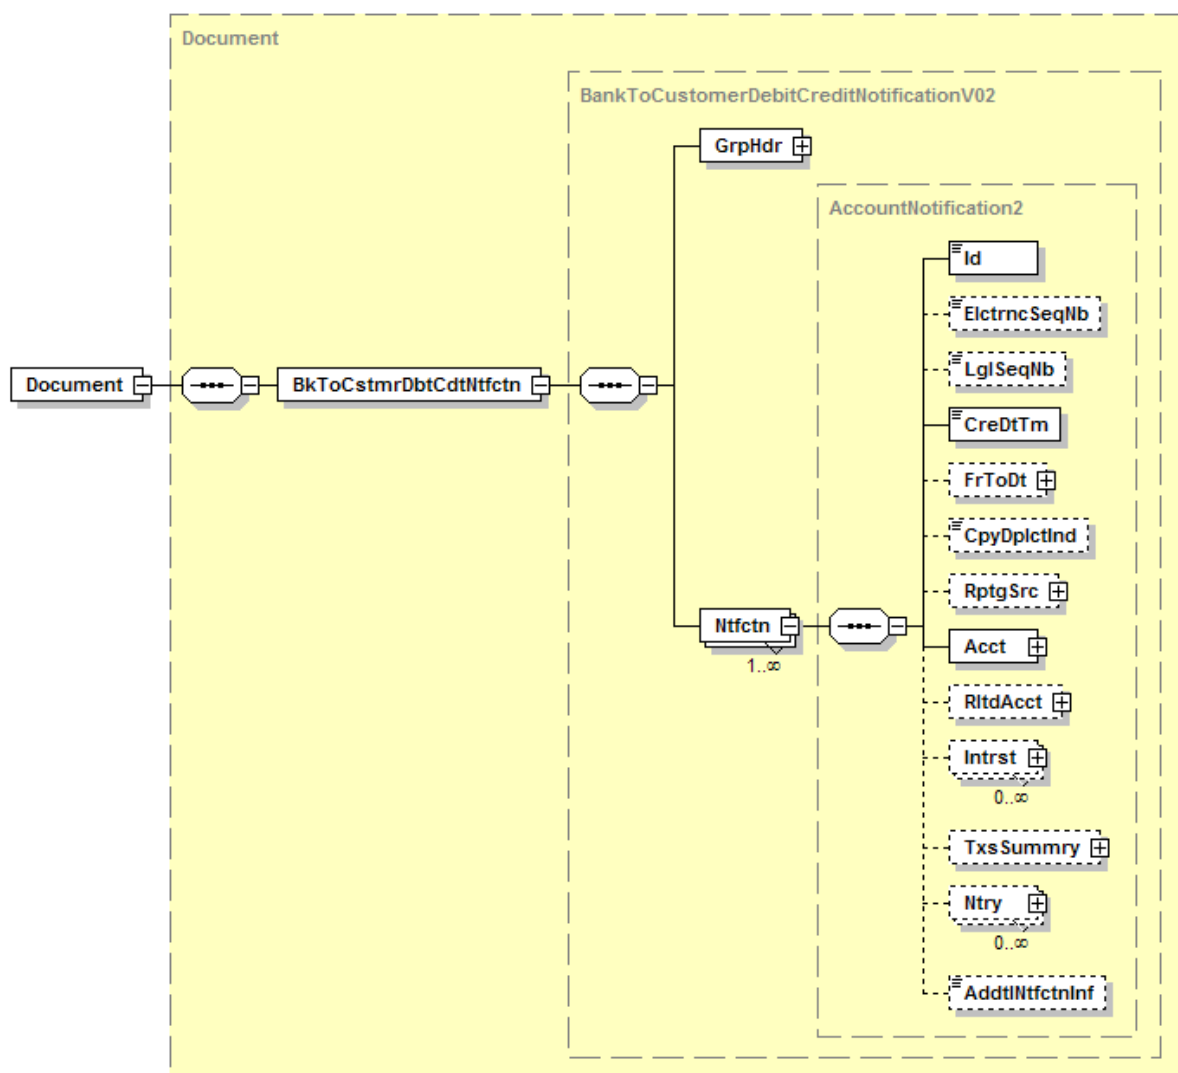 Document
BankToCustomerDebitCreditNotificationV02
GrpHdr
AccountNotification2
Id
ElctrncSeqNb
LglSeqNb
Document
BkToCstmrDbtCdtNtfctn
CreDtTm
FrToDt
CpyDplctInd
RptgSrc
Ntfctn
1..∞
Acct
RltdAcct
Intrst
0..∞
TxsSummry
Ntry
0..∞
AddtlNtfctnInf